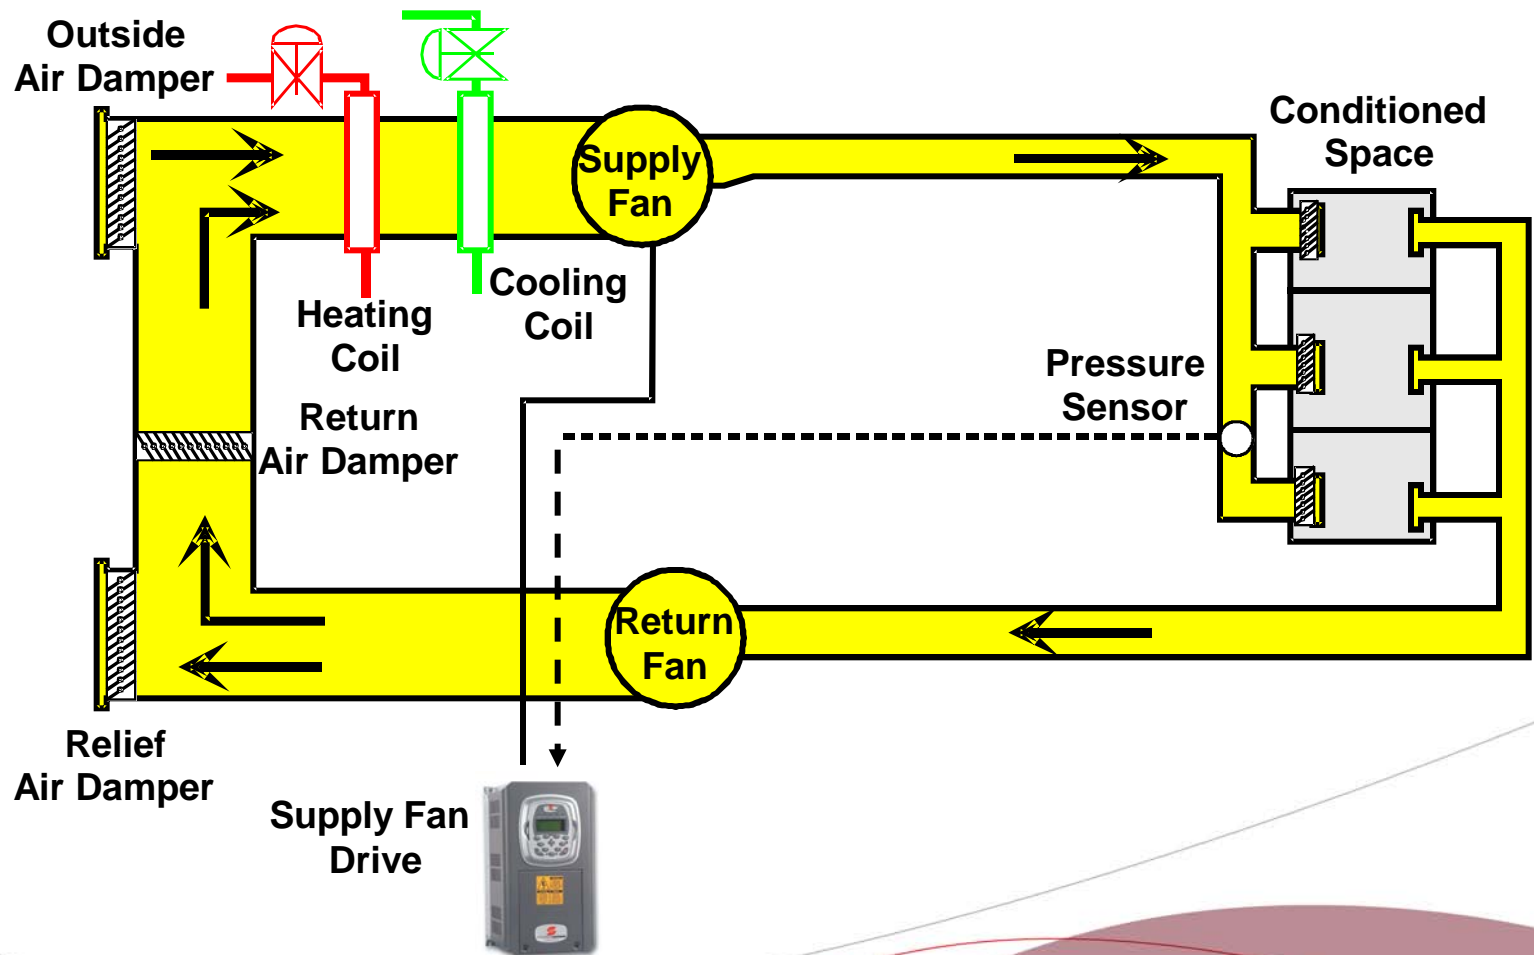 Outside
Air Damper
Conditioned
Space
Supply
Fan
Cooling
Coil
Heating
Coil
Pressure
Sensor
Return
Air Damper
Return
Fan
Relief
Air Damper
Supply Fan
Drive